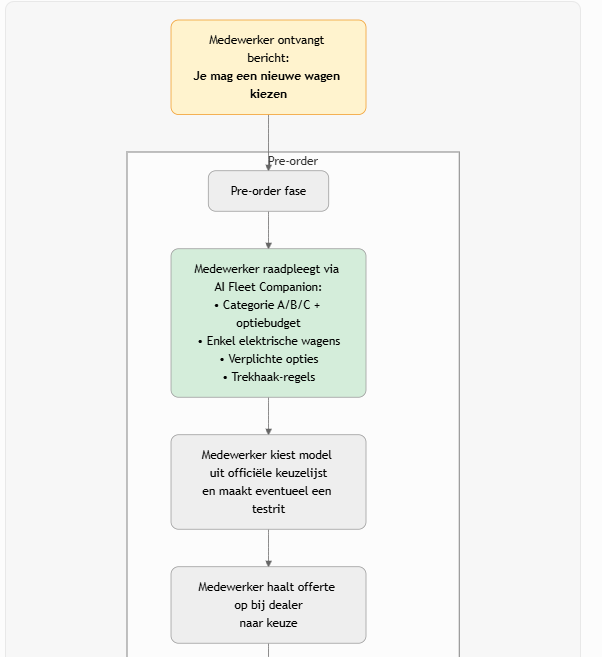 Medewerker ontvangt
bericht:
Je mag een nieuwe wagen
kiezen
Pre-order
Pre-order fase
Medewerker raadpleegt via
AI Fleet Companion:
• Categorie A/B/C +
optiebudget
• Enkel elektrische wagens
• Verplichte opties
• Trekhaak-regels
Medewerker kiest model
uit officiële keuzelijst
en maakt eventueel een
testrit
Medewerker haalt offerte
op bij dealer
naar keuze